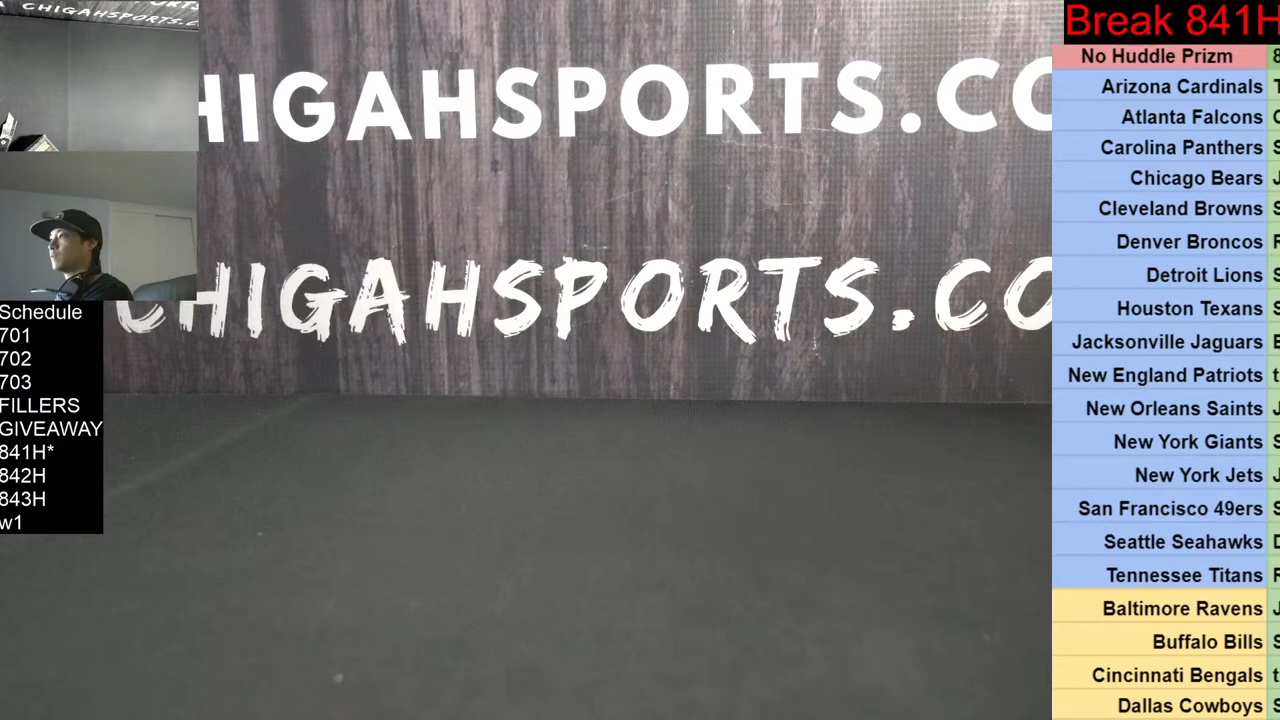 CHIGAHSPORTS.C
HIGAHSPORTS.CO
CHIGAHSPORTS.CO
Schedule
701
702
703
FILLERS
GIVEAWAY
841H*
842H
843H
w1
Break 841H
No Huddle Prizm 8
Arizona Cardinals
Atlanta Falcons
Carolina Panthers S
Chicago Bears J
Cleveland Browns S
Denver Broncos
Detroit Lions S
Houston Texans S
Jacksonville Jaguars
New England Patriots t
New Orleans Saints J
New York Giants S
New York Jets J
San Francisco 49ers S
Seattle Seahawks
Tennessee Titans
Baltimore Ravens J
Buffalo Bills S
Cincinnati Bengals t
Dallas Cowboys S